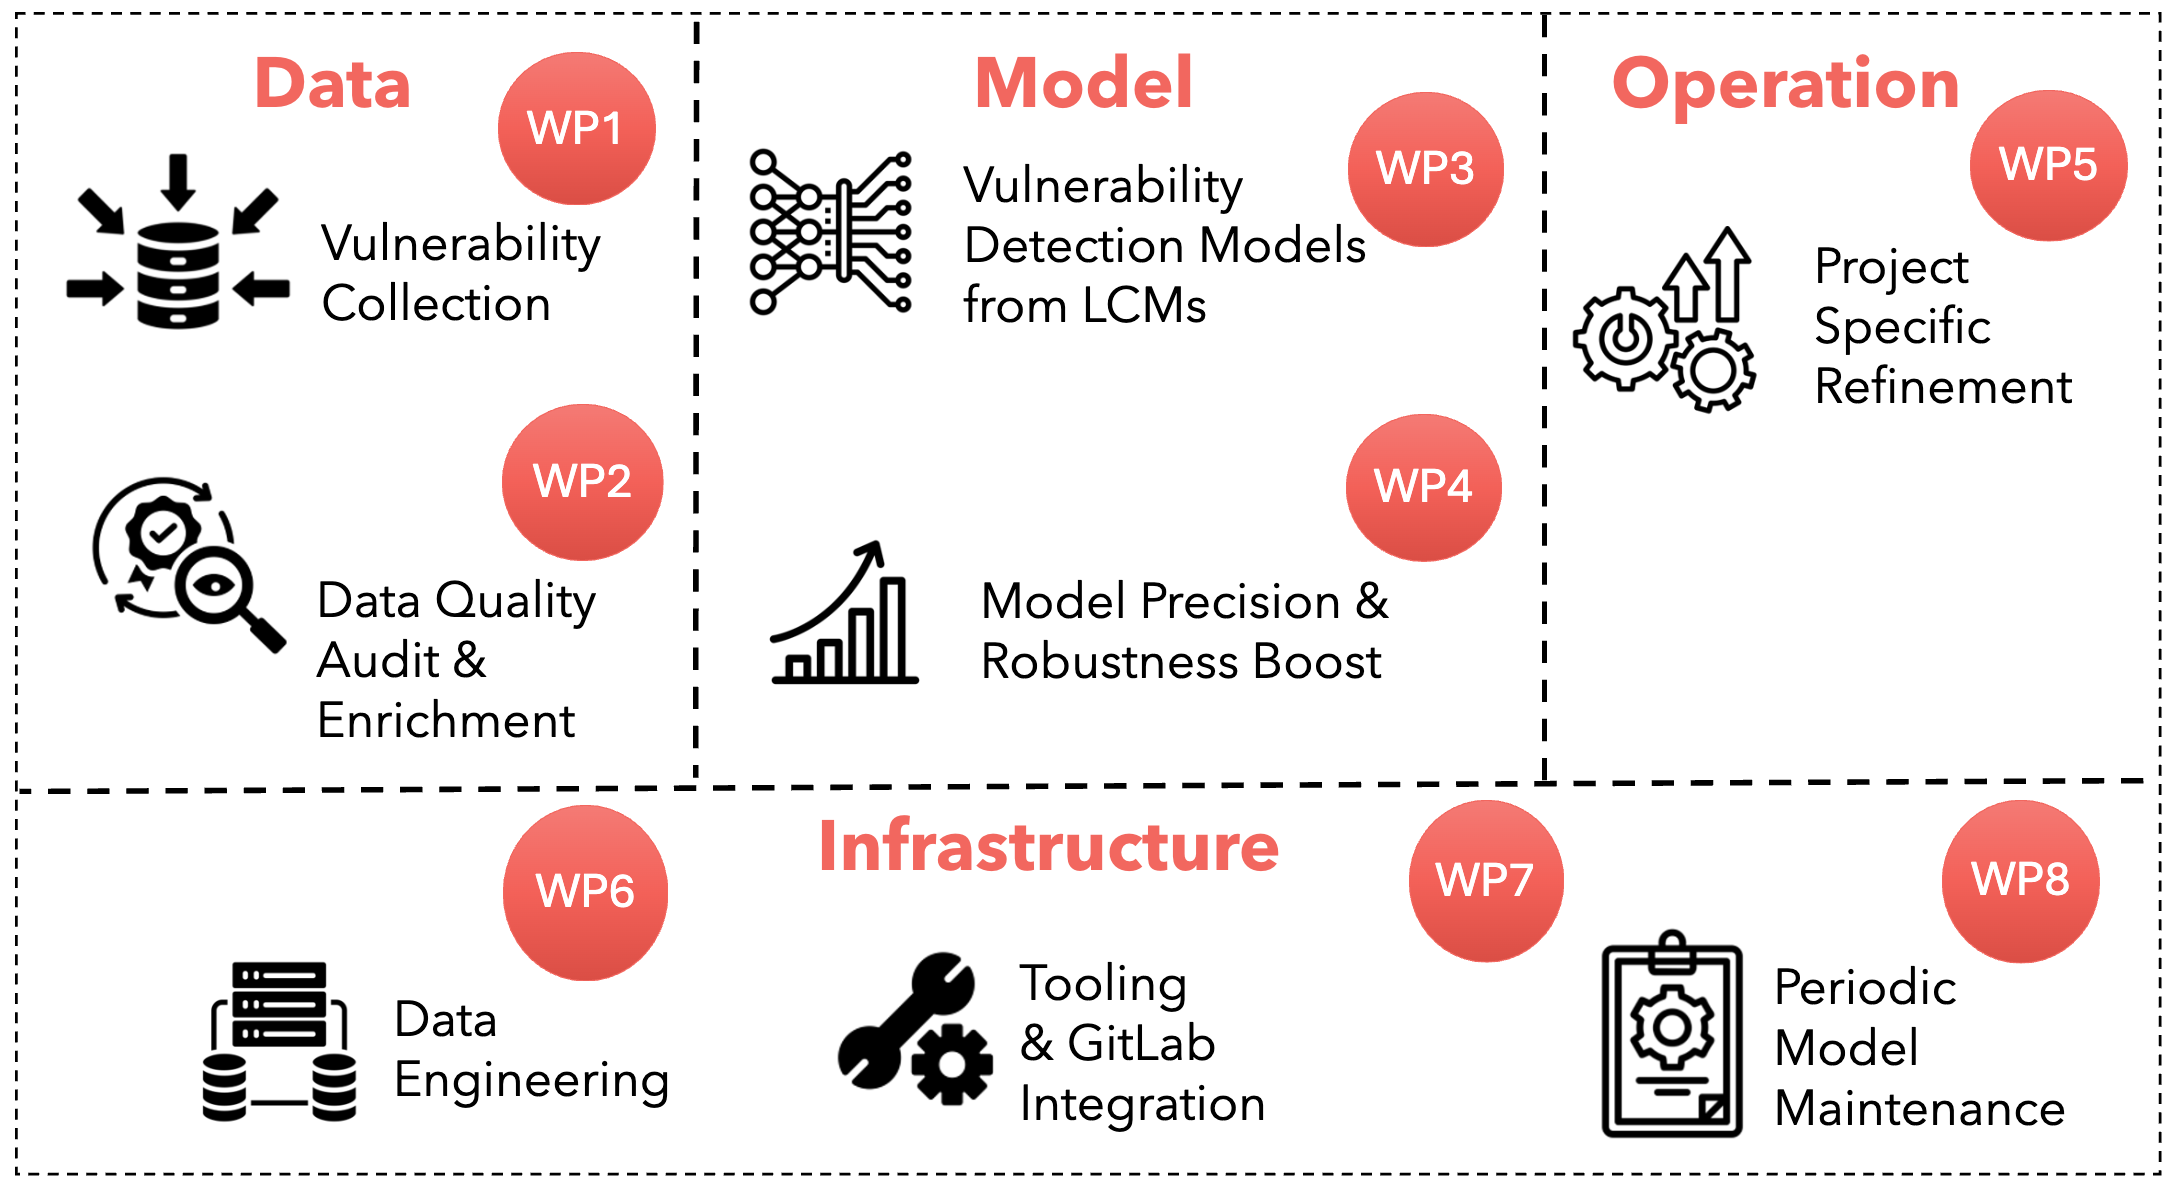 Data
WP1
Vulnerability
Collection
WP2
Data Quality
Audit &
Enrichment
Model
WP3
Vulnerability
Detection Models
from LCMs
WP4
Model Precision &
Robustness Boost
Operation
WP5
Project
Specific
Refinement
Infrastructure
WP6
Data
Engineering
WP7
Tooling
& GitLab
Integration
WP8
Periodic
Model
Maintenance